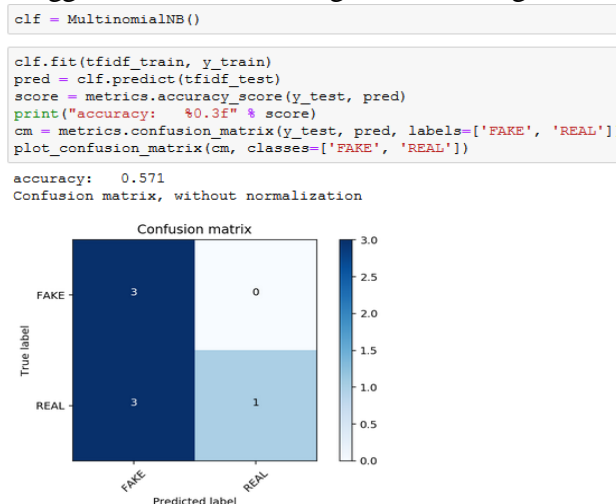 clf = MultinomialNB()
clf.fit(tfidf_train, y_train)
pred = clf.predict(tfidf_test)
score = metrics.accuracy_score(y_test, pred)
print("accuracy:   %0.3f" % score)
cm = metrics.confusion_matrix(y_test, pred, labels=['FAKE', 'REAL']
plot_confusion_matrix(cm, classes=['FAKE', 'REAL'])
accuracy:   0.571
Confusion matrix, without normalization
Confusion matrix
3.0
2.5
2.0
1.5
1.0
0.5
0.0
True label
FAKE
3
0
REAL
3
1
FAKE
REAL
Predicted label